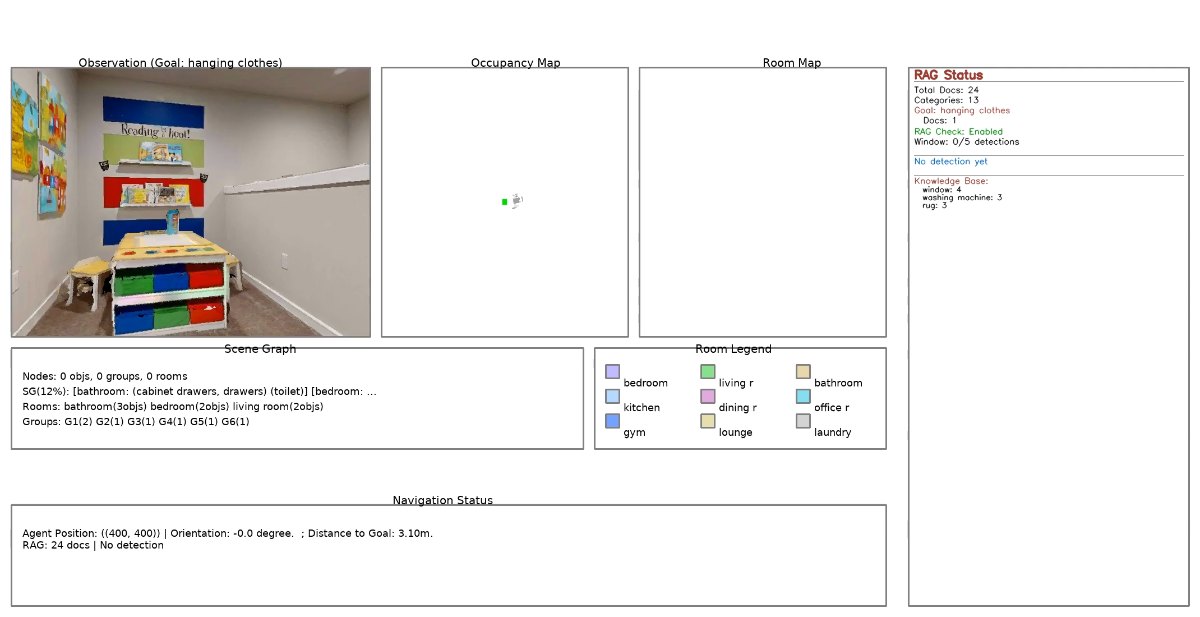 Observation (Goal: hanging clothes)
Occupancy Map
Room Map
Reading
RAG Status
Total Docs: 24
Categories: 13
Goal: hanging clothes
Docs: 1
RAG Check: Enabled
Window: 0/5 detections
No detection yet
Knowledge Base:
window: 4
washing machine: 3
rug: 3
Scene Graph
Nodes: 0 objs, 0 groups, 0 rooms
SG(12%): [bathroom: (cabinet drawers, drawers) (toilet)] [bedroom: ...
Rooms: bathroom(3objs) bedroom(2objs) living room(2objs)
Groups: G1(2) G2(1) G3(1) G4(1) G5(1) G6(1)
Room Legend
bedroom
living r
bathroom
kitchen
dining r
office r
gym
lounge
laundry
Navigation Status
Agent Position: ((400, 400)) | Orientation: -0.0 degree.  ; Distance to Goal: 3.10m.
RAG: 24 docs | No detection